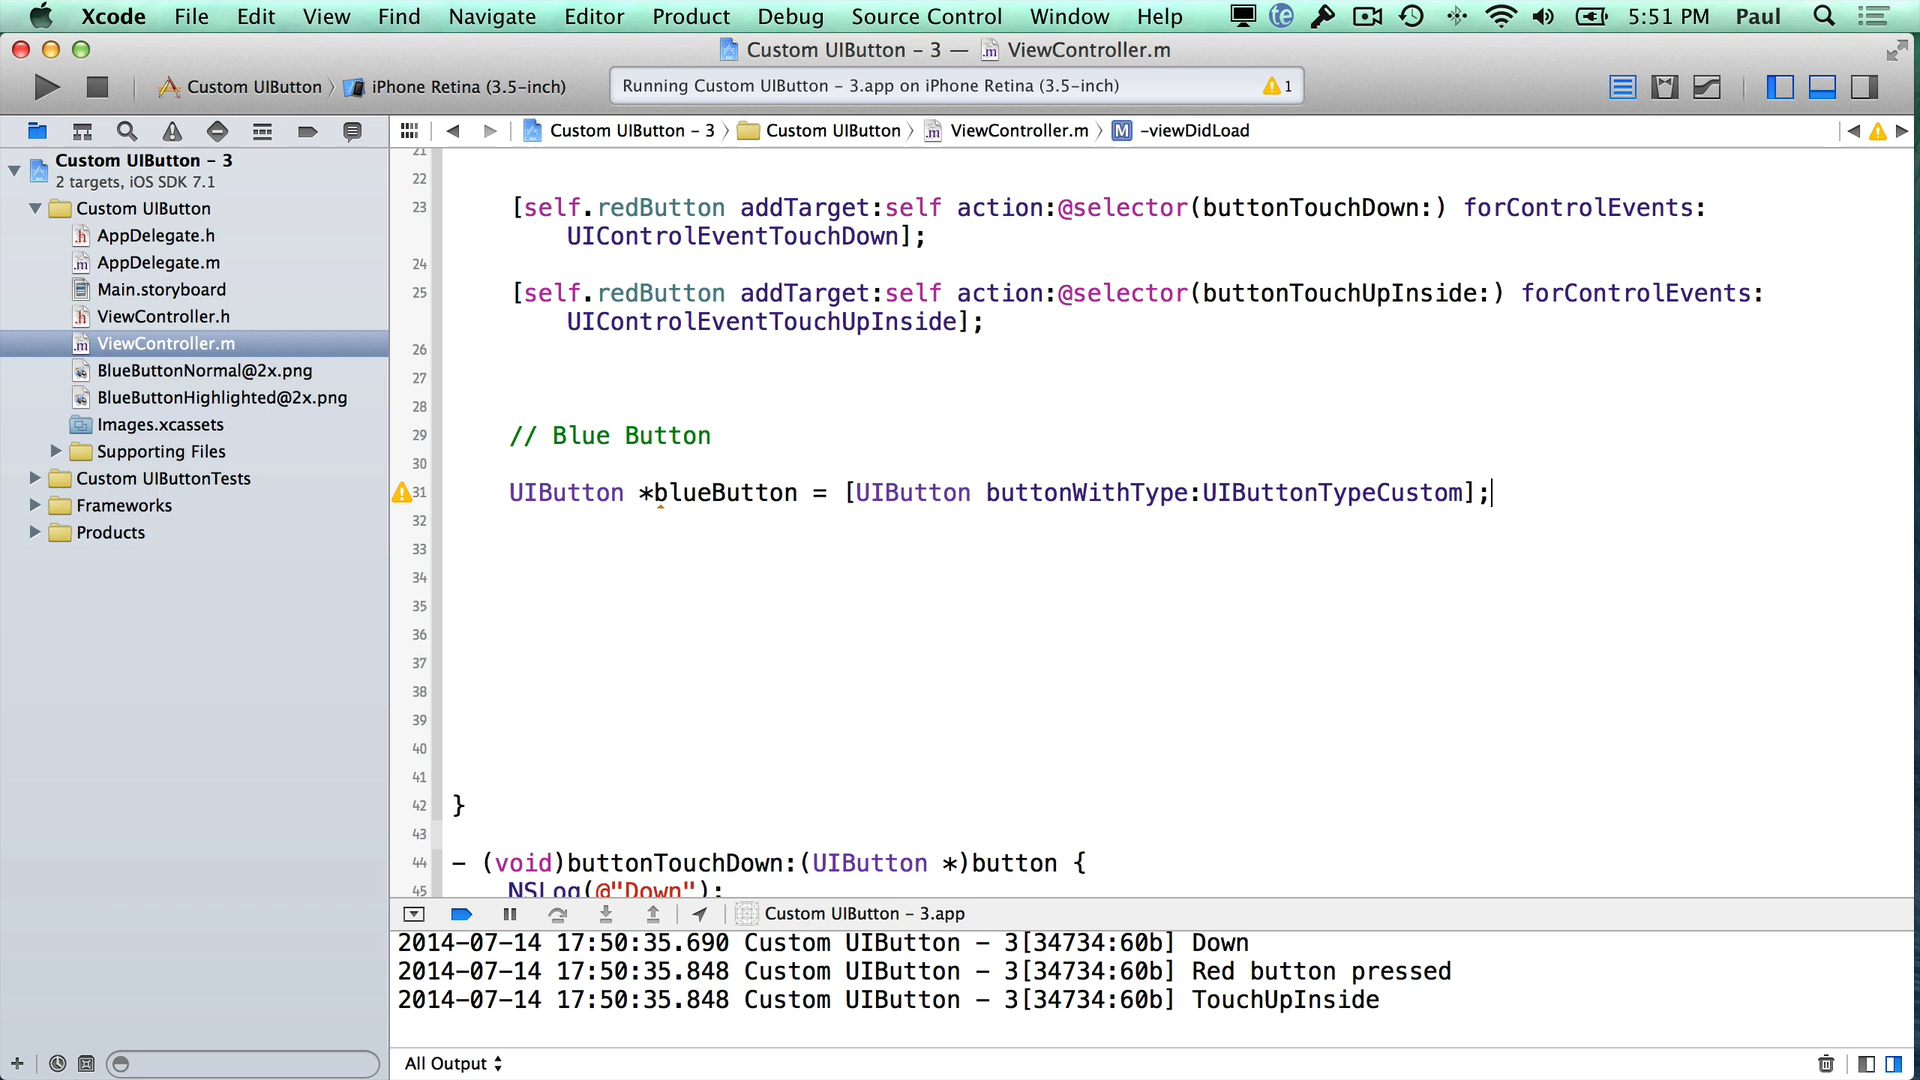 Xcode File Edit View Find Navigate Editor Product Debug Source Control Window Help te 5:51 PM Paul
Custom UIButton - 3 — ViewController.m
Custom UIButton iPhone Retina (3.5-inch)
Running Custom UIButton - 3.app on iPhone Retina (3.5-inch) 1
Custom UIButton - 3 Custom UIButton ViewController.m M -viewDidLoad
Custom UIButton - 3
2 targets, iOS SDK 7.1
Custom UIButton
AppDelegate.h
AppDelegate.m
Main.storyboard
ViewController.h
ViewController.m
BlueButtonNormal@2x.png
BlueButtonHighlighted@2x.png
Images.xcassets
Supporting Files
Custom UIButtonTests
Frameworks
Products
21
22
23 [self.redButton addTarget:self action:@selector(buttonTouchDown:) forControlEvents:
UIControlEventTouchDown];
24
25 [self.redButton addTarget:self action:@selector(buttonTouchUpInside:) forControlEvents:
UIControlEventTouchUpInside];
26
27
28
29 // Blue Button
30
31 UIButton *blueButton = [UIButton buttonWithType:UIButtonTypeCustom];
32
33
34
35
36
37
38
39
40
41
42 }
43
44 - (void)buttonTouchDown:(UIButton *)button {
45 NSLog(@"Down");
Custom UIButton - 3.app
2014-07-14 17:50:35.690 Custom UIButton - 3[34734:60b] Down
2014-07-14 17:50:35.848 Custom UIButton - 3[34734:60b] Red button pressed
2014-07-14 17:50:35.848 Custom UIButton - 3[34734:60b] TouchUpInside
All Output